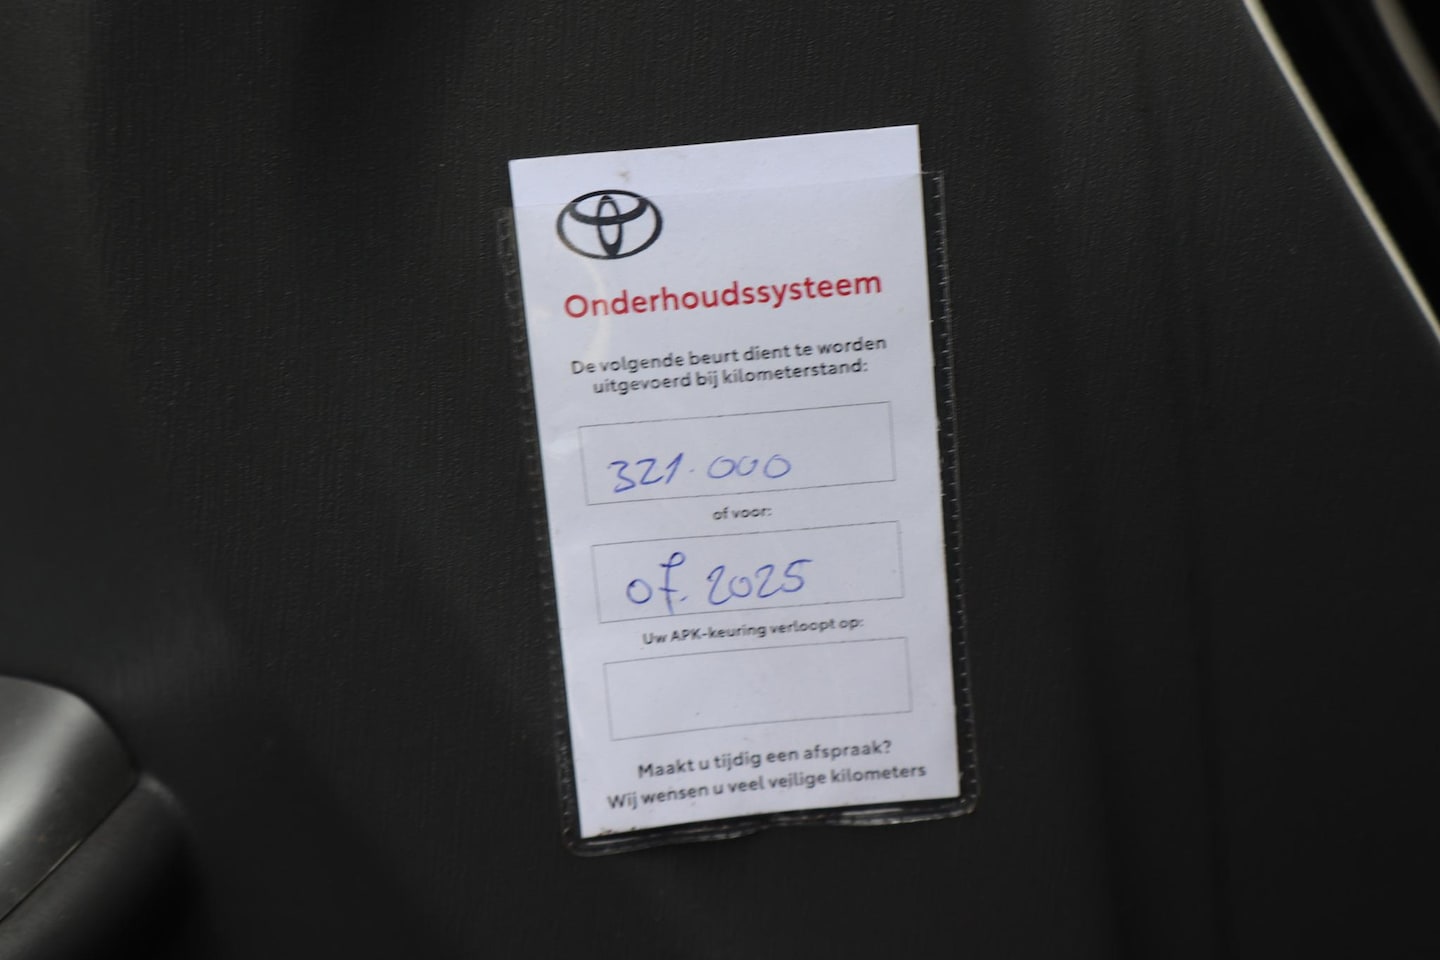 Onderhoudssysteem
De volgende beurt dient te worden
uitgevoerd bij kilometerstand:
321.000
of voor:
07.2025
Uw APK-keuring verloopt op:
Maakt u tijdig een afspraak?
Wij wensen u veel veilige kilometers